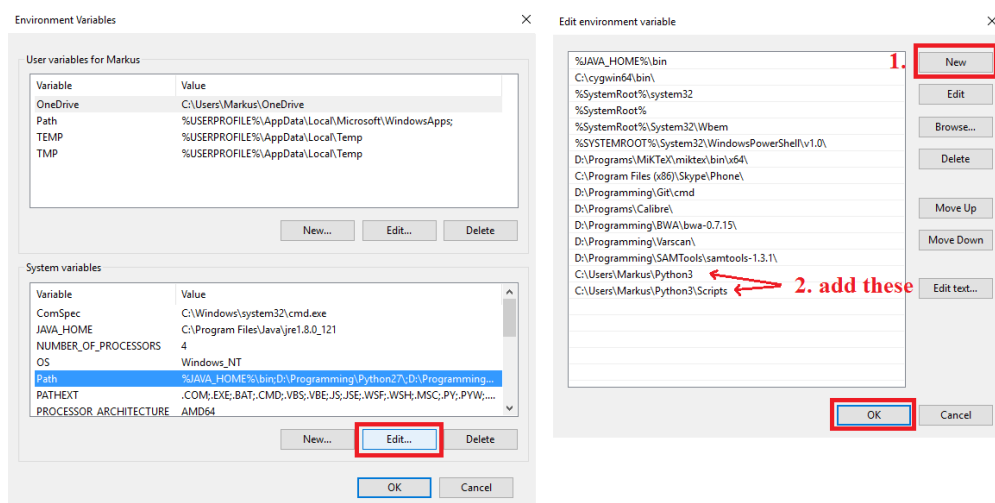 Environment Variables
User variables for Markus
Variable Value
OneDrive C:\Users\Markus\OneDrive
Path %USERPROFILE%\AppData\Local\Microsoft\WindowsApps;
TEMP %USERPROFILE%\AppData\Local\Temp
TMP %USERPROFILE%\AppData\Local\Temp
New... Edit... Delete
System variables
Variable Value
ComSpec C:\Windows\system32\cmd.exe
JAVA_HOME C:\Program Files\Java\jre1.8.0_121
NUMBER_OF_PROCESSORS 4
OS Windows_NT
Path %JAVA_HOME%\bin;D:\Programming\Python27\;D:\Programming...
PATHEXT .COM;.EXE;.BAT;.CMD;.VBS;.VBE;.JS;.JSE;.WSF;.WSH;.MSC;.PY;.PYW;....
PROCESSOR ARCHITECTURE AMD64
New... Edit... Delete
OK Cancel
Edit environment variable
%JAVA_HOME%\bin
C:\cygwin64\bin\
%SystemRoot%\system32
%SystemRoot%
%SystemRoot%\System32\Wbem
%SYSTEMROOT%\System32\WindowsPowerShell\v1.0\
D:\Programs\MiKTeX\miktex\bin\x64\
C:\Program Files (x86)\Skype\Phone\
D:\Programming\Git\cmd
D:\Programs\Calibre\
D:\Programming\BWA\bwa-0.7.15\
D:\Programming\Varscan\
D:\Programming\SAMTools\samtools-1.3.1\
C:\Users\Markus\Python3
C:\Users\Markus\Python3\Scripts
1.
2. add these
New
Edit
Browse...
Delete
Move Up
Move Down
Edit text...
OK Cancel